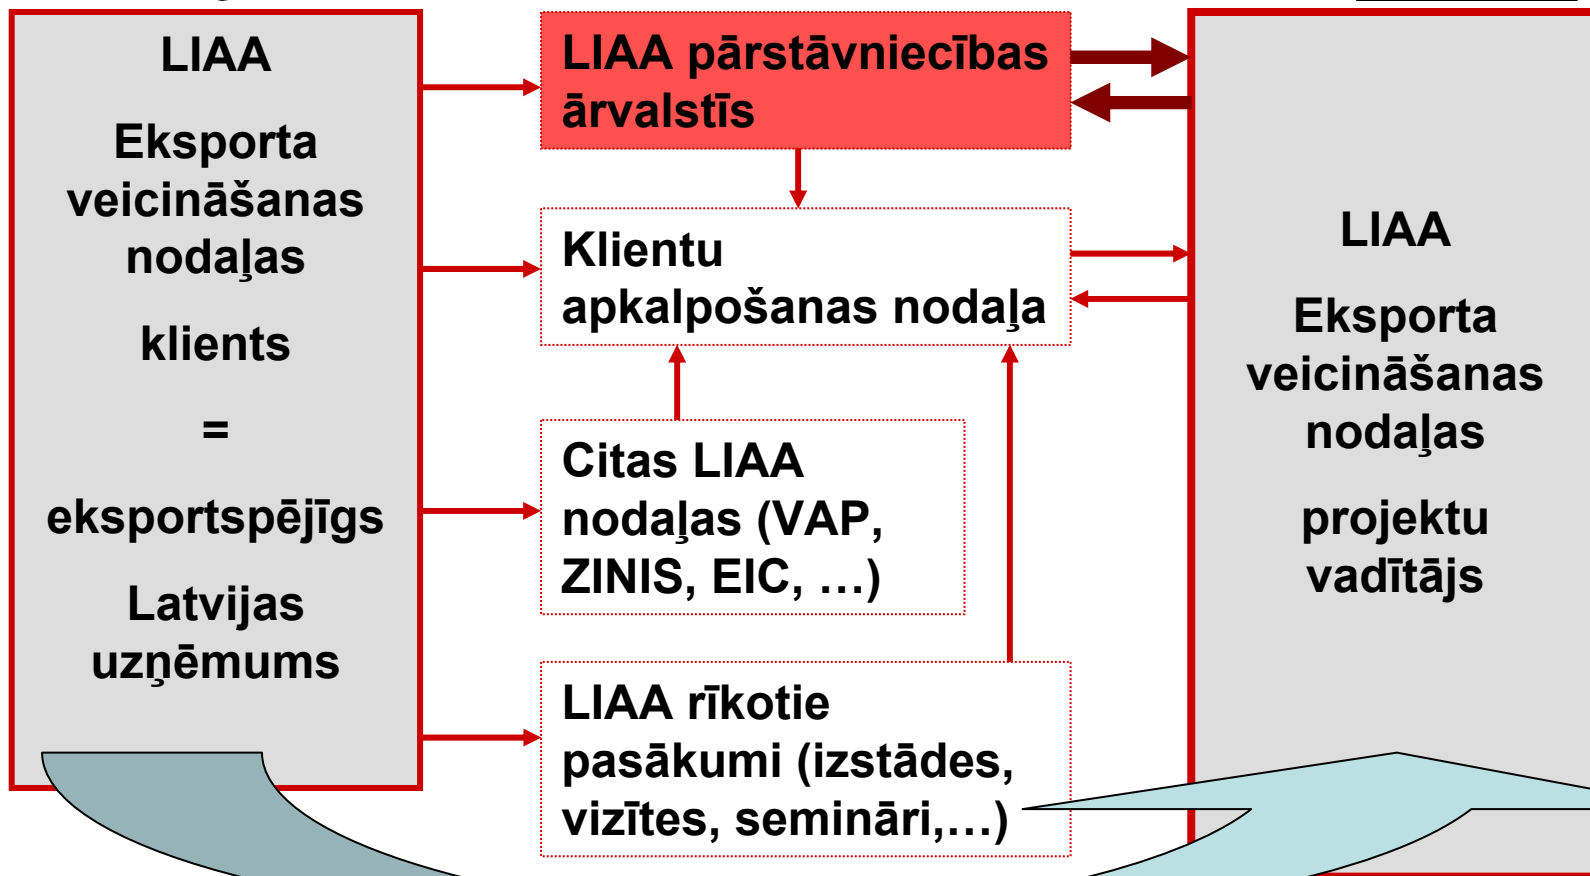 LIAA
Eksporta
veicināšanas
nodaļas
klients
=
eksportspējīgs
Latvijas
uzņēmums
LIAA pārstāvniecības
ārvalstīs
Klientu
apkalpošanas nodaļa
Citas LIAA
nodaļas (VAP,
ZINIS, EIC, …)
LIAA rīkotie
pasākumi (izstādes,
vizītes, semināri,…)
LIAA
Eksporta
veicināšanas
nodaļas
projektu
vadītājs